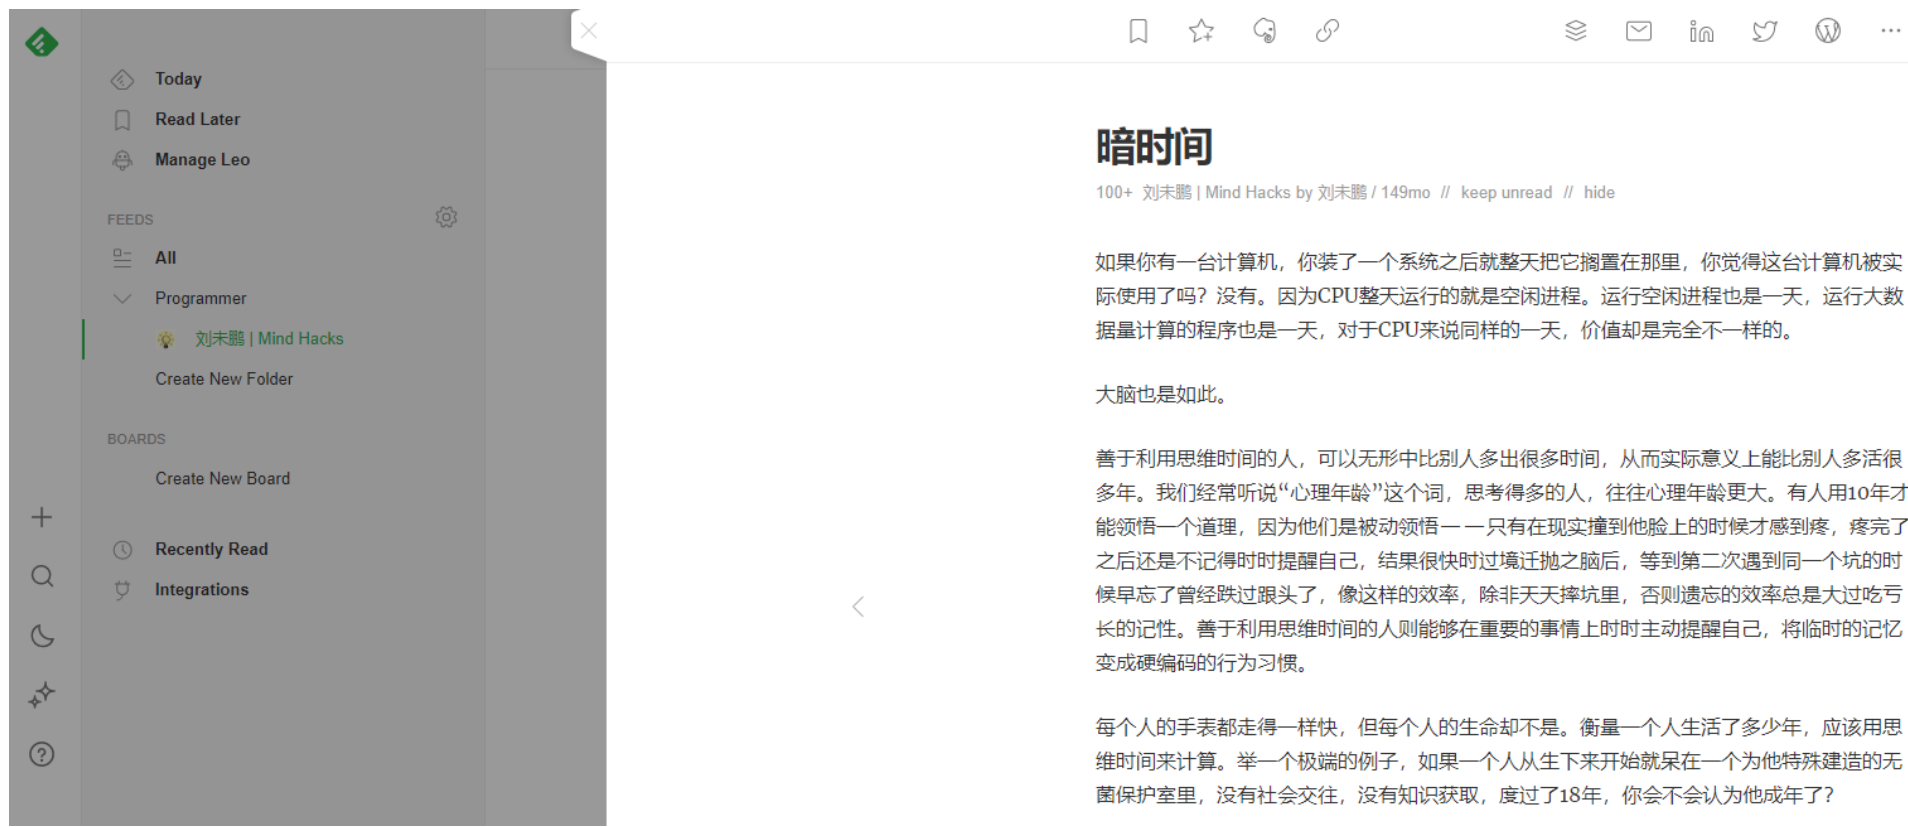 Today
Read Later
Manage Leo
FEEDS
All
Programmer
刘未鹏 | Mind Hacks
Create New Folder
BOARDS
Create New Board
Recently Read
Integrations
暗时间
100+ 刘未鹏 | Mind Hacks by 刘未鹏 / 149mo // keep unread // hide
如果你有一台计算机，你装了一个系统之后就整天把它搁置在那里，你觉得这台计算机被实
际使用了吗？没有。因为CPU整天运行的就是空闲进程。运行空闲进程也是一天，运行大数
据量计算的程序也是一天，对于CPU来说同样的一天，价值却是完全不一样的。
大脑也是如此。
善于利用思维时间的人，可以无形中比别人多出很多时间，从而实际意义上能比别人多活很
多年。我们经常听说“心理年龄”这个词，思考得多的人，往往心理年龄更大。有人用10年才
能领悟一个道理，因为他们是被动领悟——只有在现实撞到他脸上的时候才感到疼，疼完了
之后还是不记得时时提醒自己，结果很快时过境迁抛之脑后，等到第二次遇到同一个坑的时
候早忘了曾经跌过跟头了，像这样的效率，除非天天摔坑里，否则遗忘的效率总是大过吃亏
长的记性。善于利用思维时间的人则能够在重要的事情上时时主动提醒自己，将临时的记忆
变成硬编码的行为习惯。
每个人的手表都走得一样快，但每个人的生命却不是。衡量一个人生活了多少年，应该用思
维时间来计算。举一个极端的例子，如果一个人从生下来开始就呆在一个为他特殊建造的无
菌保护室里，没有社会交往，没有知识获取，度过了18年，你会不会认为他成年了？